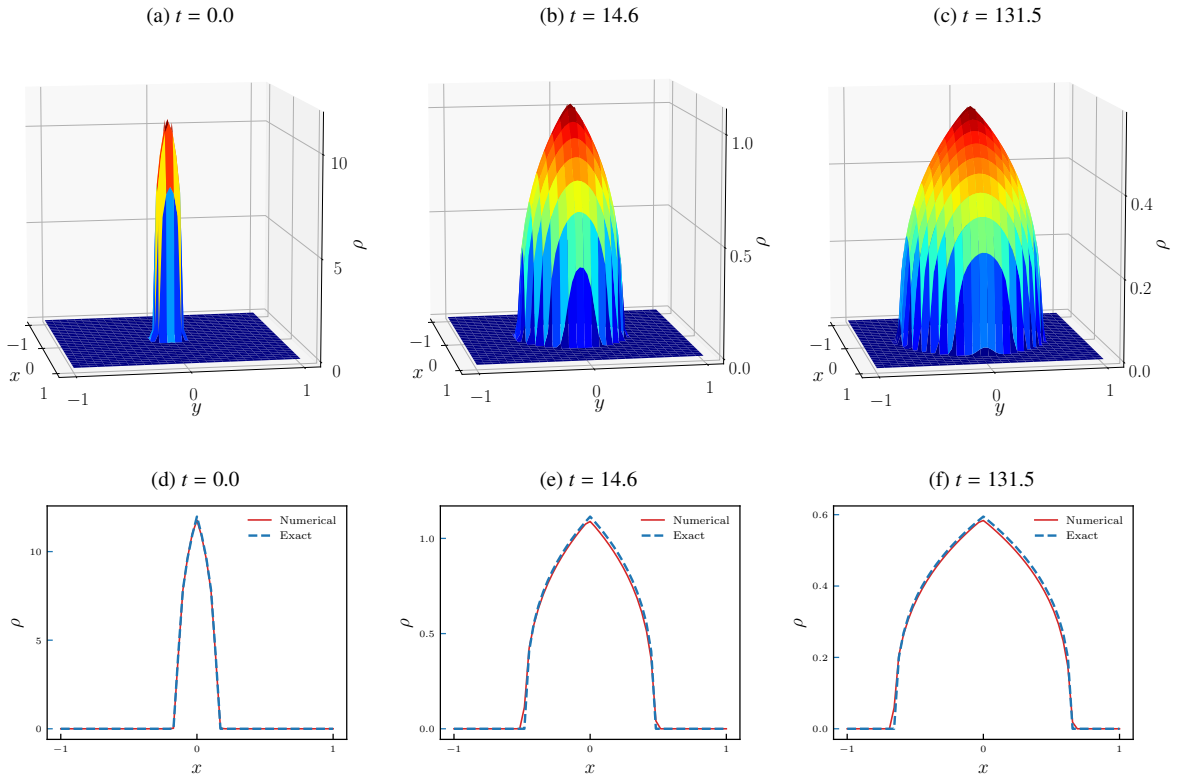 (a) t = 0.0
(b) t = 14.6
(c) t = 131.5
10
5
0
ρ
−1
0
1
x
−1
0
1
y
1.0
0.5
0.0
ρ
−1
0
1
x
−1
0
1
y
0.4
0.2
0.0
ρ
−1
0
1
x
−1
0
1
y
(d) t = 0.0
(e) t = 14.6
(f) t = 131.5
Numerical
Exact
10
5
0
ρ
−1
0
1
x
Numerical
Exact
1.0
0.5
0.0
ρ
−1
0
1
x
Numerical
Exact
0.6
0.4
0.2
0.0
ρ
−1
0
1
x